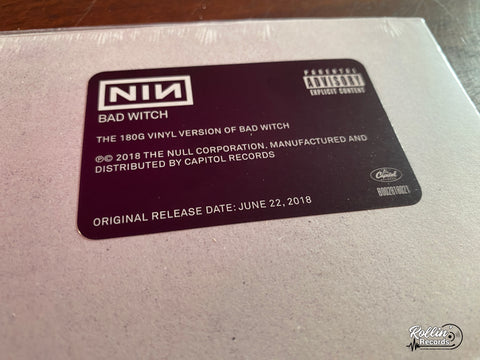 NIN
PARENTAL
ADVISORY
EXPLICIT CONTENT
BAD WITCH
THE 180G VINYL VERSION OF BAD WITCH
℗© 2018 THE NULL CORPORATION. MANUFACTURED AND
DISTRIBUTED BY CAPITOL RECORDS
Capitol
ORIGINAL RELEASE DATE: JUNE 22, 2018
Rollin
Records